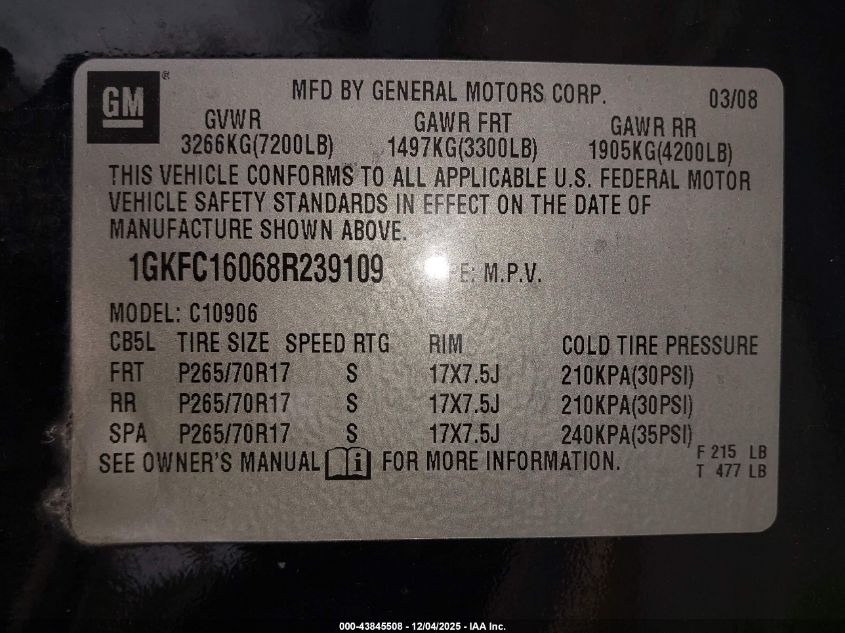 GM ® MFD BY GENERAL MOTORS CORP. 03/08
GVWR GAWR FRT GAWR RR
3266KG(7200LB) 1497KG(3300LB) 1905KG(4200LB)
THIS VEHICLE CONFORMS TO ALL APPLICABLE U.S. FEDERAL MOTOR
VEHICLE SAFETY STANDARDS IN EFFECT ON THE DATE OF
MANUFACTURE SHOWN ABOVE.
1GKFC16068R239109 M.P.V.
MODEL: C10906
CB5L TIRE SIZE SPEED RTG RIM COLD TIRE PRESSURE
FRT P265/70R17 S 17X7.5J 210KPA(30PSI)
RR P265/70R17 S 17X7.5J 210KPA(30PSI)
SPA P265/70R17 S 17X7.5J 240KPA(35PSI)
SEE OWNER'S MANUAL i FOR MORE INFORMATION.
F 215 LB
T 477 LB
000-43845508 - 12/04/2025 - IAA Inc.